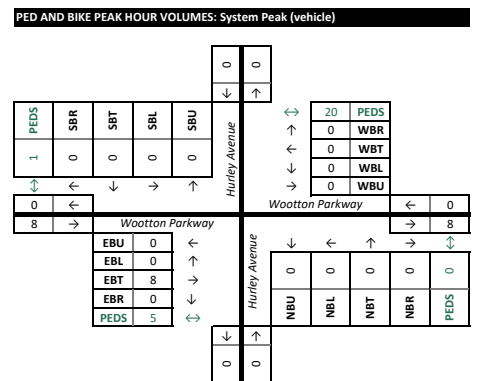 PED AND BIKE PEAK HOUR VOLUMES: System Peak (vehicle)
0 0
↓ ↑
PEDS SBR SBT SBL SBU
1 0 0 0 0
↕ ← ↓ → ↑
Hurley Avenue
↔ 20 PEDS
↑ 0 WBR
← 0 WBT
↓ 0 WBL
→ 0 WBU
0 ←
Wootton Parkway
← 0
8 →
Wootton Parkway
→ 8
EBU 0 ←
EBL 0 ↑
EBT 8 →
EBR 0 ↓
PEDS 5 ↔
Hurley Avenue
↓ ← ↑ → ↕
0 0 0 0 0
NBU NBL NBT NBR PEDS
↓ ↑
0 0